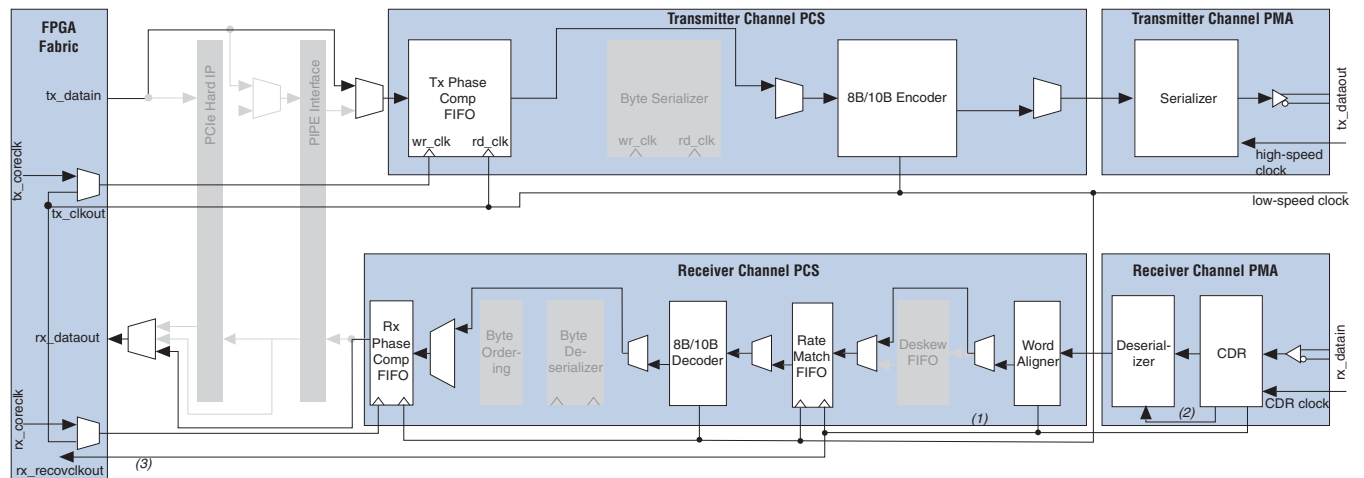 FPGA
Fabric
Transmitter Channel PCS
Transmitter Channel PMA
tx_datain
PCIe Hard IP
PIPE Interface
Tx Phase
Comp
FIFO
wr_clk
rd_clk
Byte Serializer
wr_clk
rd_clk
8B/10B Encoder
Serializer
tx_dataout
high-speed
clock
tx_coreclk
tx_clkout
low-speed clock
Receiver Channel PCS
Receiver Channel PMA
rx_dataout
Rx
Phase
Comp
FIFO
Byte
Order-
ing
Byte
De-
serializer
8B/10B
Decoder
Rate
Match
FIFO
Deskew
FIFO
Word
Aligner
Deserial-
izer
CDR
rx_datain
CDR clock
(1)
(2)
rx_coreclk
rx_recovclkout
(3)